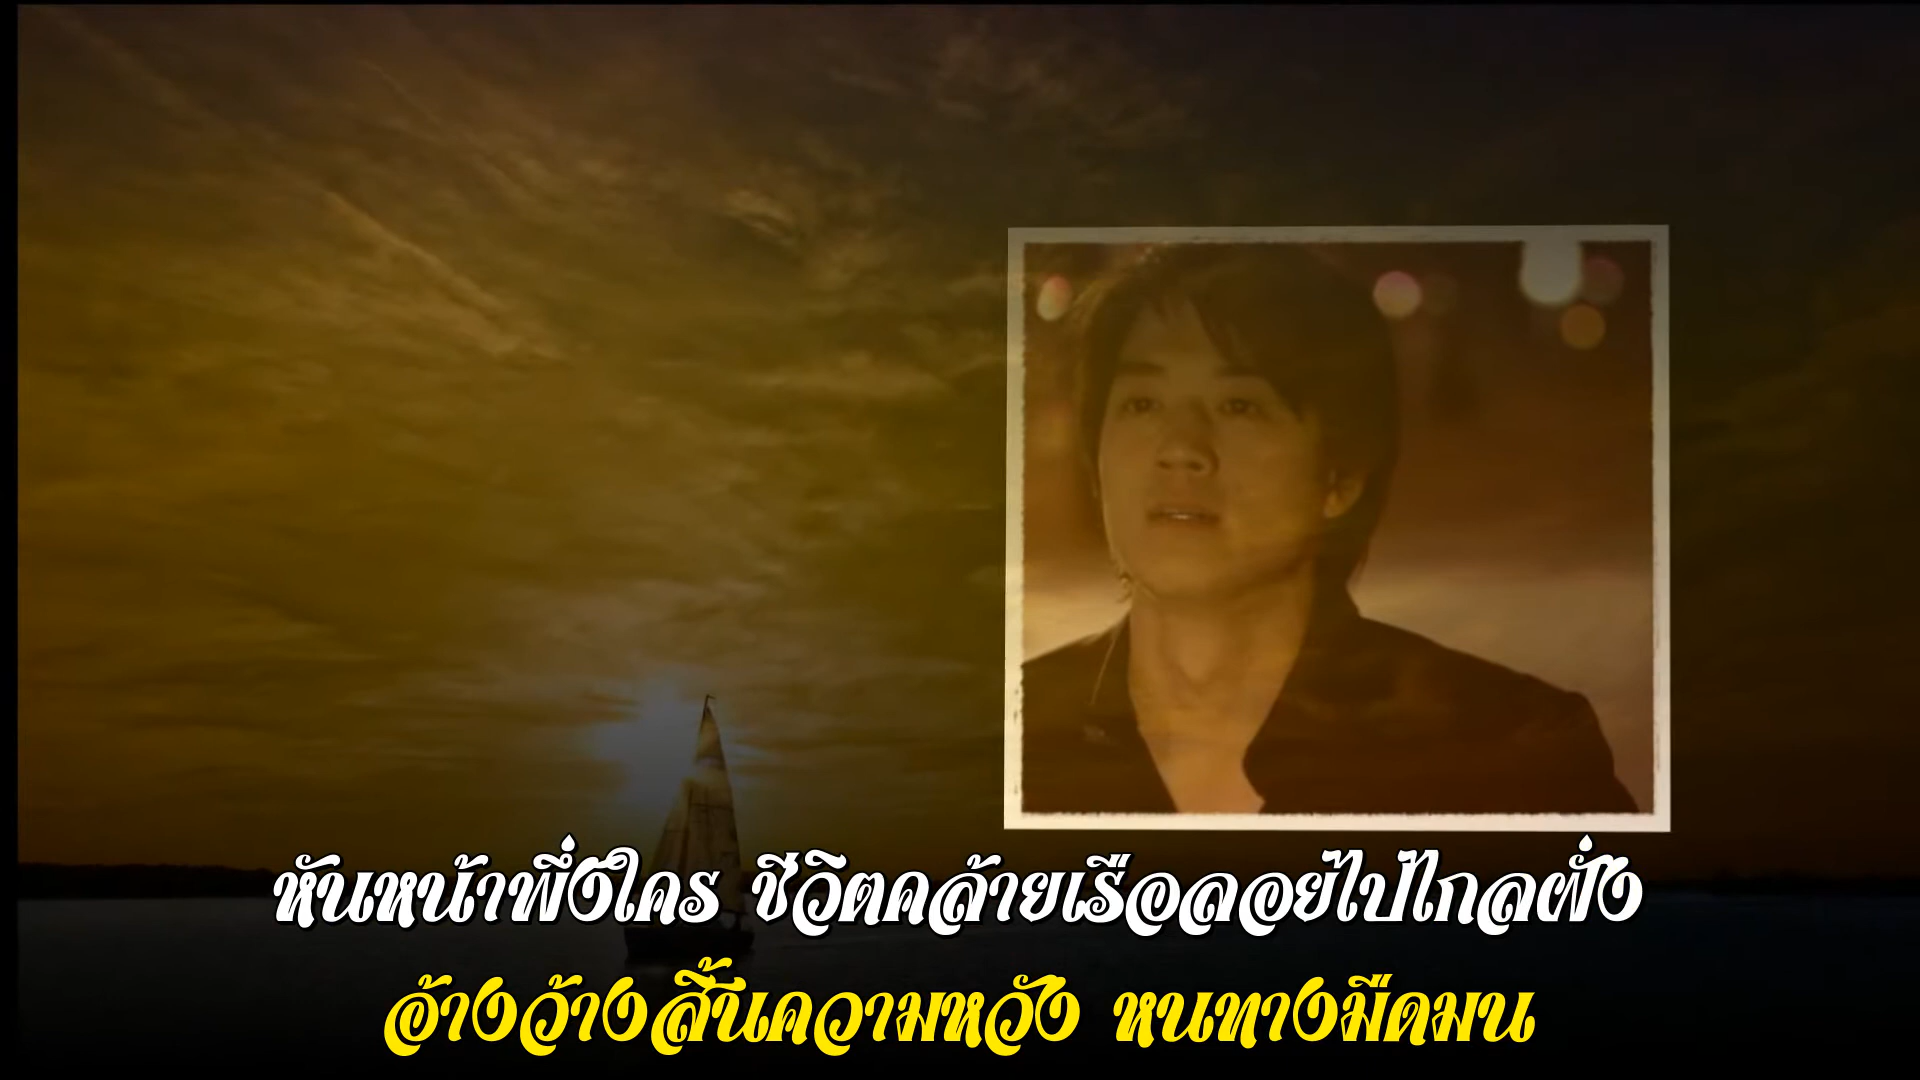 หันหน้าพึ่งใคร ชีวิตคล้ายเรือลอยไปไกลฝั่ง
อ้างว้างสิ้นความหวัง หนทางมืดมน